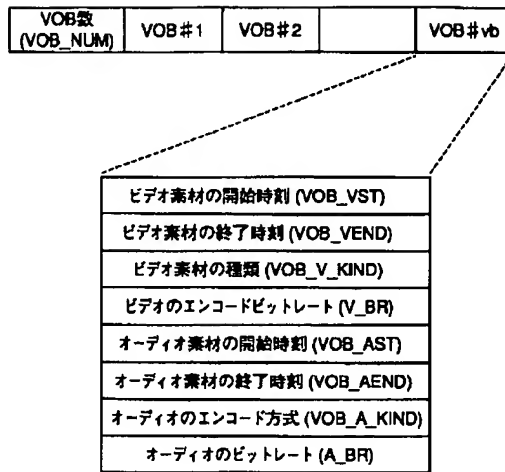 VOB数
(VOB_NUM)
VOB#1
VOB#2
VOB#vb
ビデオ素材の開始時刻 (VOB_VST)
ビデオ素材の終了時刻 (VOB_VEND)
ビデオ素材の種類 (VOB_V_KIND)
ビデオのエンコードビットレート (V_BR)
オーディオ素材の開始時刻 (VOB_AST)
オーディオ素材の終了時刻 (VOB_AEND)
オーディオのエンコード方式 (VOB_A_KIND)
オーディオのビットレート (A_BR)